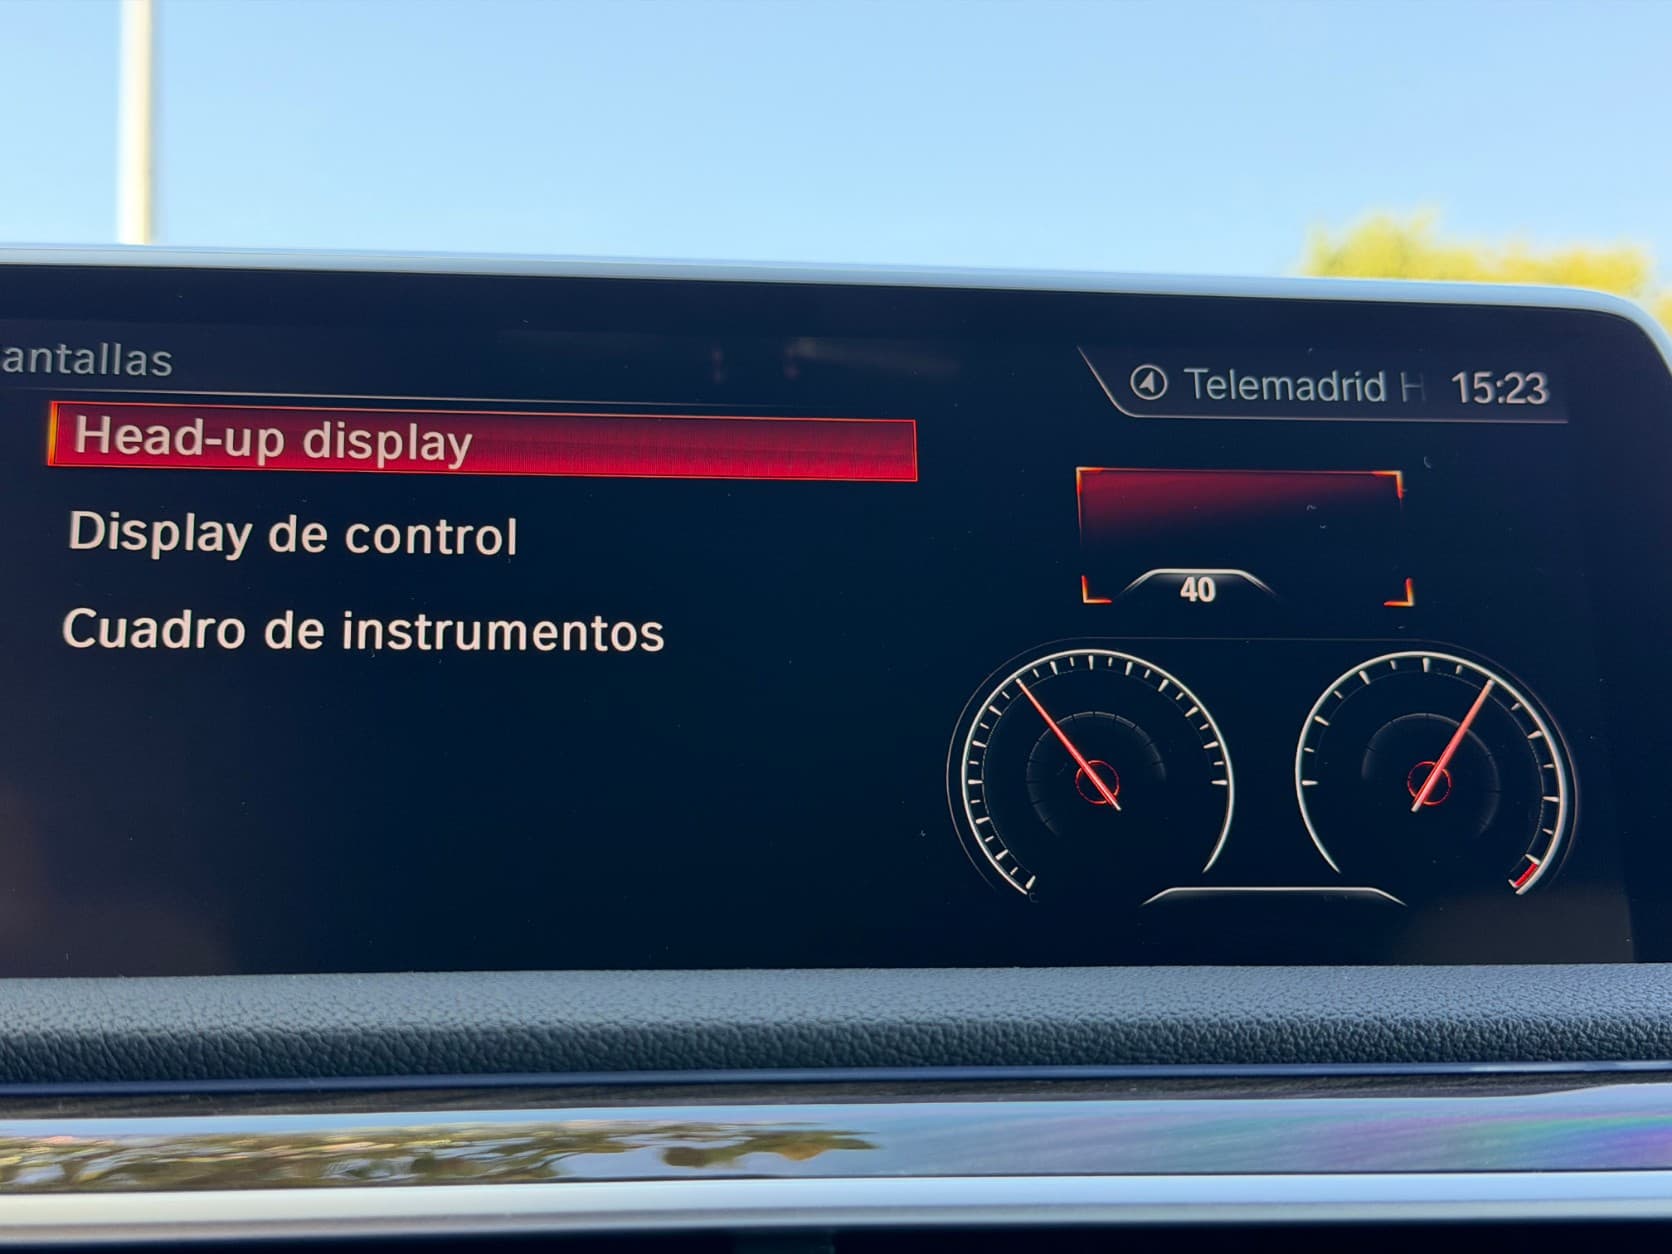 antallas
Telemadrid H 15:23
Head-up display
Display de control
Cuadro de instrumentos
40